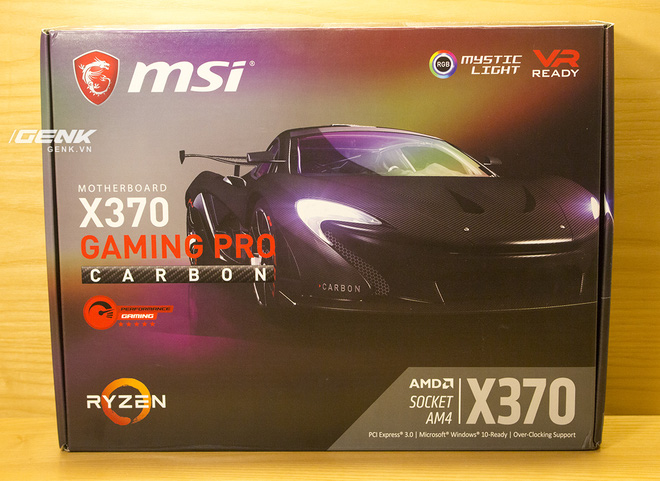 msi®
RGB
MYSTIC
LIGHT
VR
READY
/GENK
GENK.VN
MOTHERBOARD
X370
GAMING PRO
CARBON
CARBON
PERFORMANCE
GAMING
RYZEN
AMD
SOCKET
AM4
X370
PCI Express® 3.0 | Microsoft® Windows® 10-Ready | Over-Clocking Support